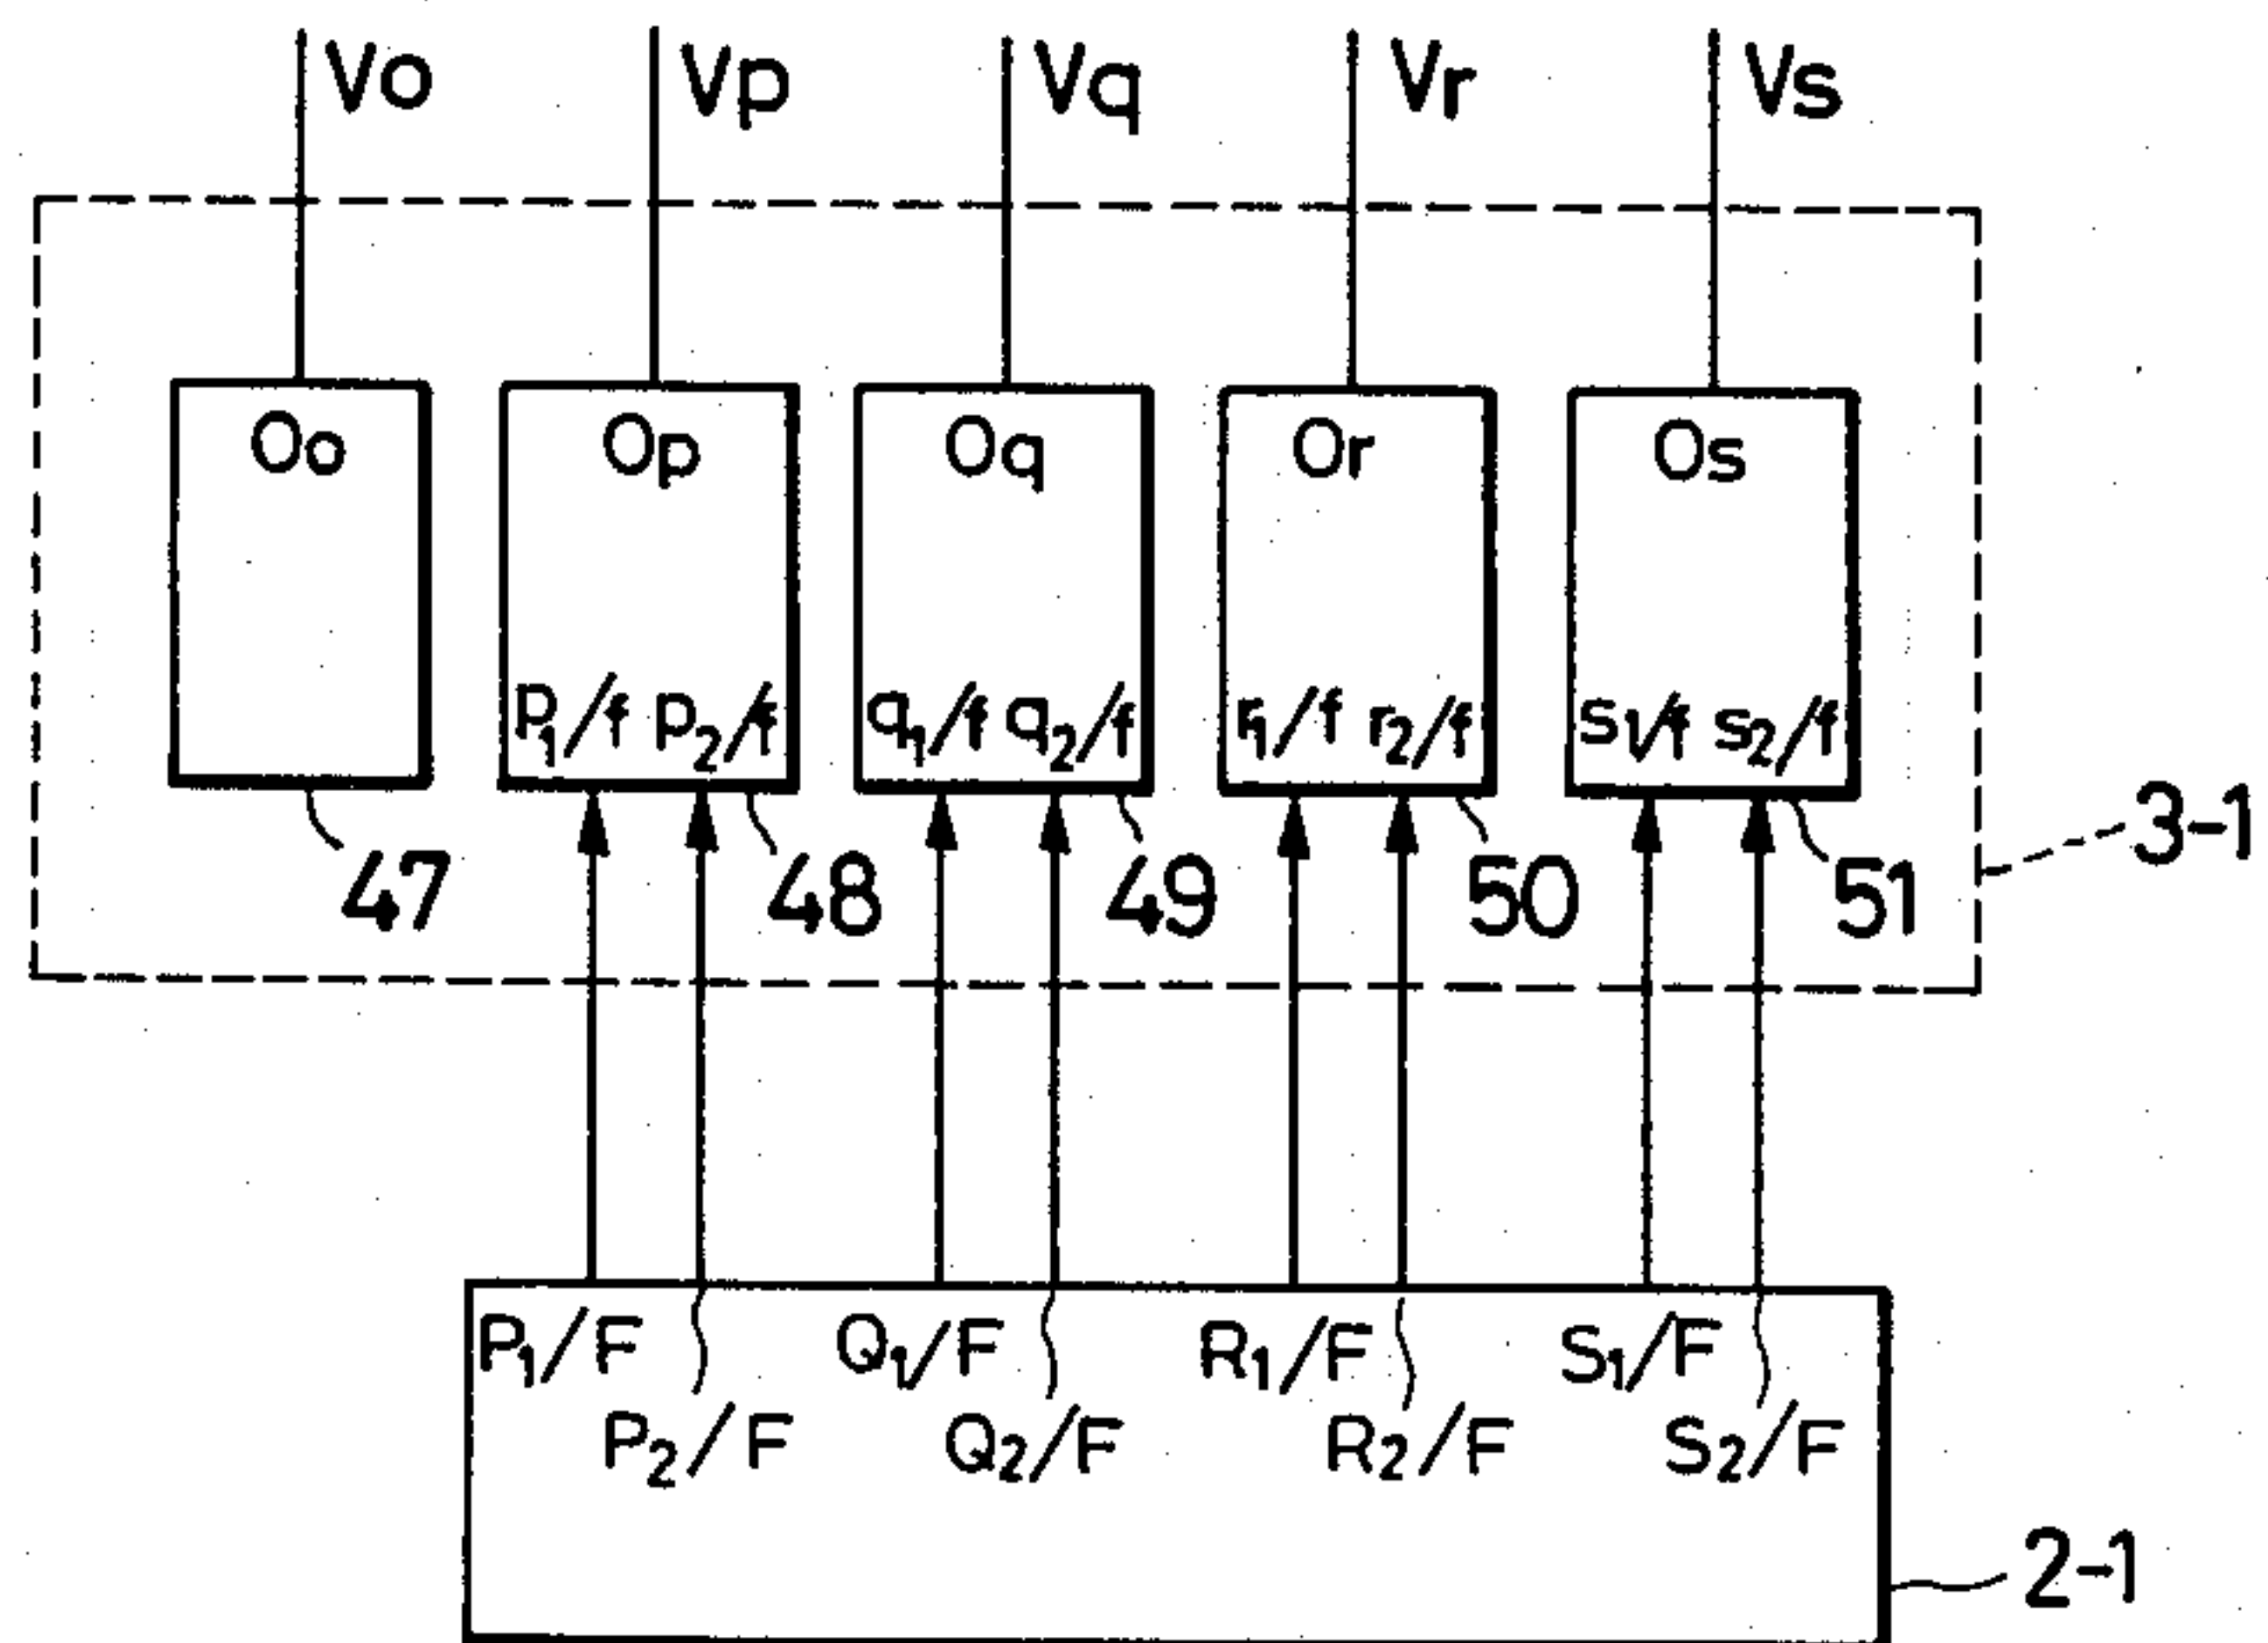 Vo Vp Vq Vr Vs
Oo Op Oq Or Os
p1/f p2/f q1/f q2/f r1/f r2/f s1/f s2/f
3-1
47 48 49 50 51
P1/F Q1/F R1/F S1/F
P2/F Q2/F R2/F S2/F
2-1